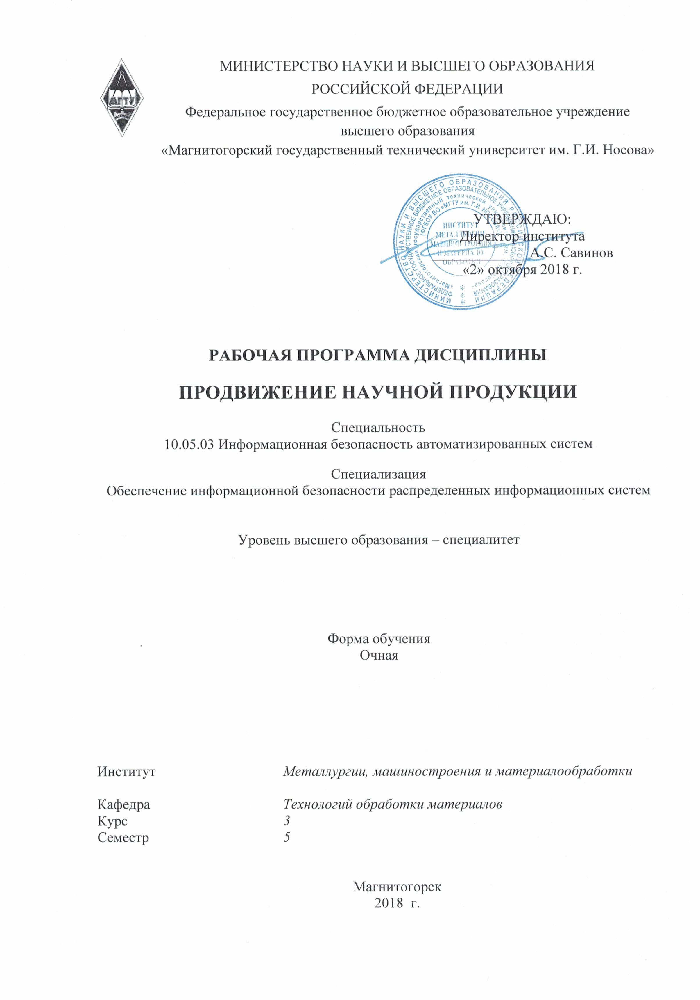 МИНИСТЕРСТВО НАУКИ И ВЫСШЕГО ОБРАЗОВАНИЯ
РОССИЙСКОЙ ФЕДЕРАЦИИ
Федеральное государственное бюджетное образовательное учреждение
высшего образования
«Магнитогорский государственный технический университет им. Г.И. Носова»
МГТУ
МИНИСТЕРСТВО НАУКИ И ВЫСШЕГО ОБРАЗОВАНИЯ РОССИЙСКОЙ ФЕДЕРАЦИИ
ФЕДЕРАЛЬНОЕ ГОСУДАРСТВЕННОЕ БЮДЖЕТНОЕ ОБРАЗОВАТЕЛЬНОЕ УЧРЕЖДЕНИЕ ВЫСШЕГО ОБРАЗОВАНИЯ
«Магнитогорский государственный технический университет им. Г.И. Носова»
(ФГБОУ ВО «МГТУ им. Г.И. НОСОВА»)
ИНСТИТУТ
МЕТАЛЛУРГИИ,
МАШИНОСТРОЕНИЯ
И МАТЕРИАЛО-
ОБРАБОТКИ
УТВЕРЖДАЮ:
Директор института
А.С. Савинов
«2» октября 2018 г.
РАБОЧАЯ ПРОГРАММА ДИСЦИПЛИНЫ
ПРОДВИЖЕНИЕ НАУЧНОЙ ПРОДУКЦИИ
Специальность
10.05.03 Информационная безопасность автоматизированных систем
Специализация
Обеспечение информационной безопасности распределенных информационных систем
Уровень высшего образования – специалитет
Форма обучения
Очная
Институт Металлургии, машиностроения и материалообработки
Кафедра Технологий обработки материалов
Курс 3
Семестр 5
Магнитогорск
2018 г.